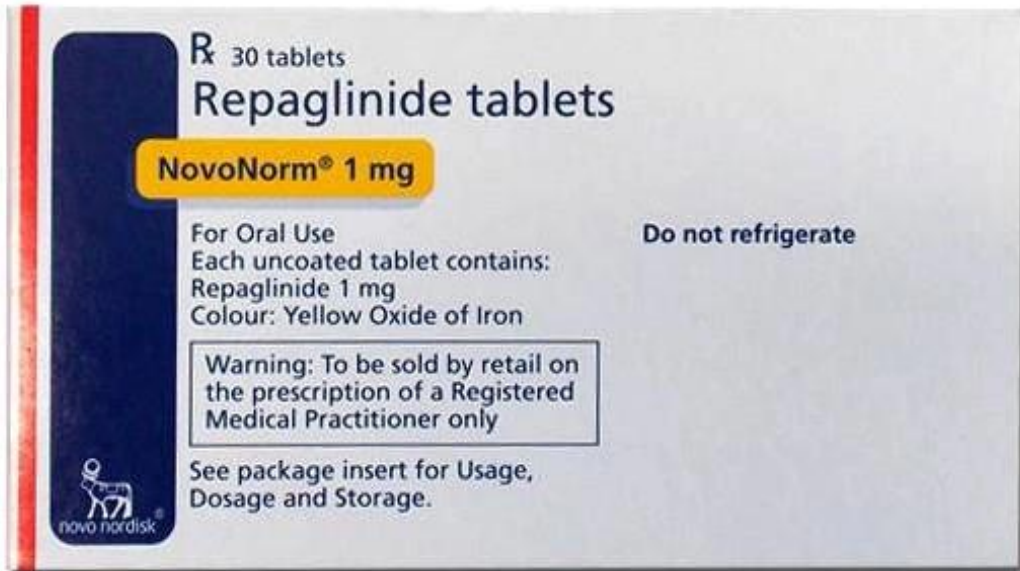 Rx 30 tablets
Repaglinide tablets
NovoNorm® 1 mg
For Oral Use
Each uncoated tablet contains:
Repaglinide 1 mg
Colour: Yellow Oxide of Iron
Do not refrigerate
Warning: To be sold by retail on
the prescription of a Registered
Medical Practitioner only
See package insert for Usage,
Dosage and Storage.
novo nordisk®